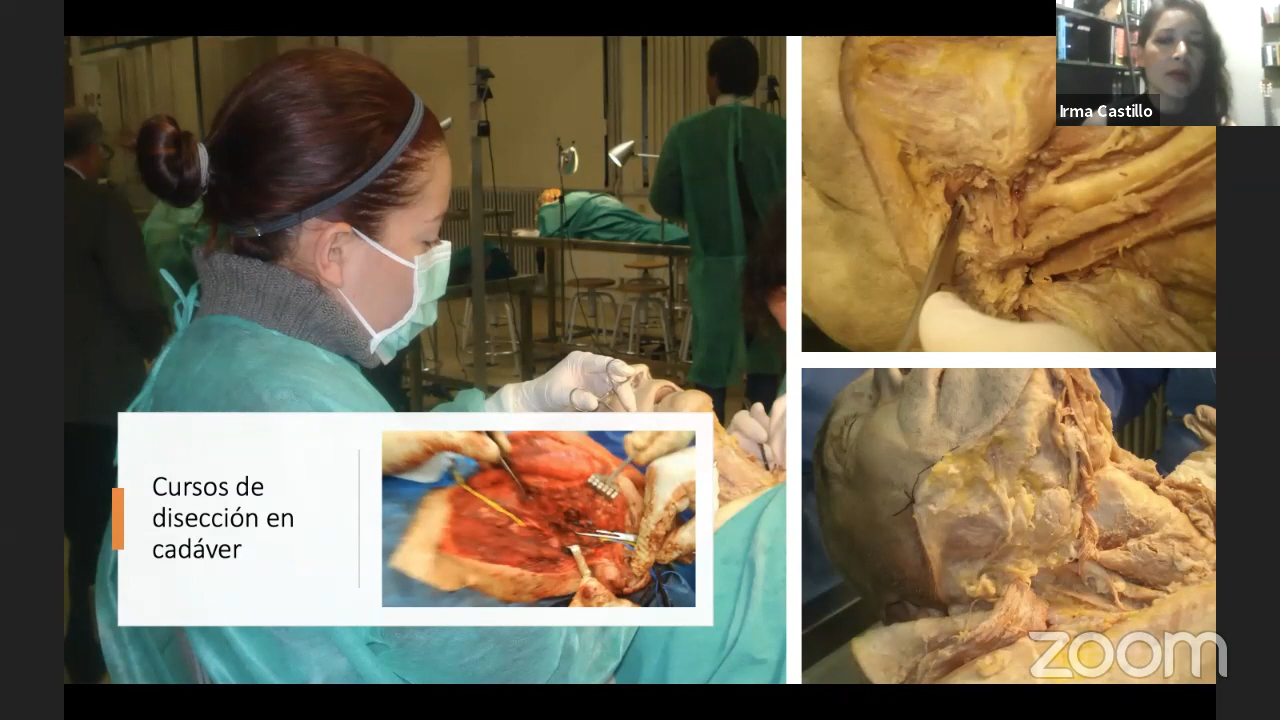 Irma Castillo
Cursos de
disección en
cadáver
zoom